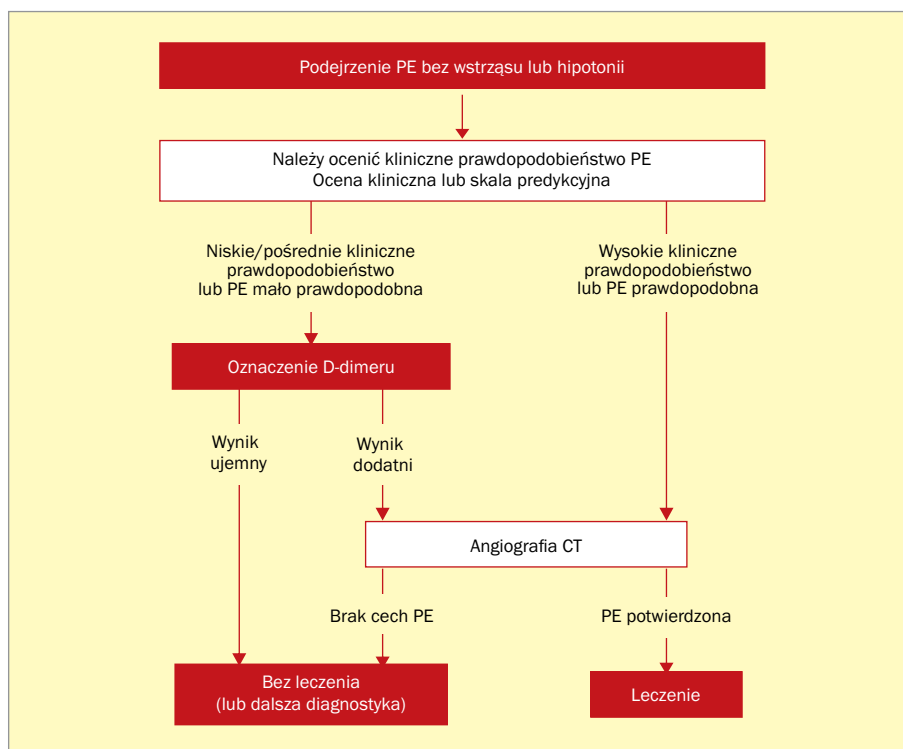 Podejrzenie PE bez wstrząsu lub hipotonii
Należy ocenić kliniczne prawdopodobieństwo PE
Ocena kliniczna lub skala predykcyjna
Niskie/pośrednie kliniczne
prawdopodobieństwo
lub PE mało prawdopodobna
Wysokie kliniczne
prawdopodobieństwo
lub PE prawdopodobna
Oznaczenie D-dimeru
Wynik
ujemny
Wynik
dodatni
Angiografia CT
Brak cech PE
PE potwierdzona
Bez leczenia
(lub dalsza diagnostyka)
Leczenie